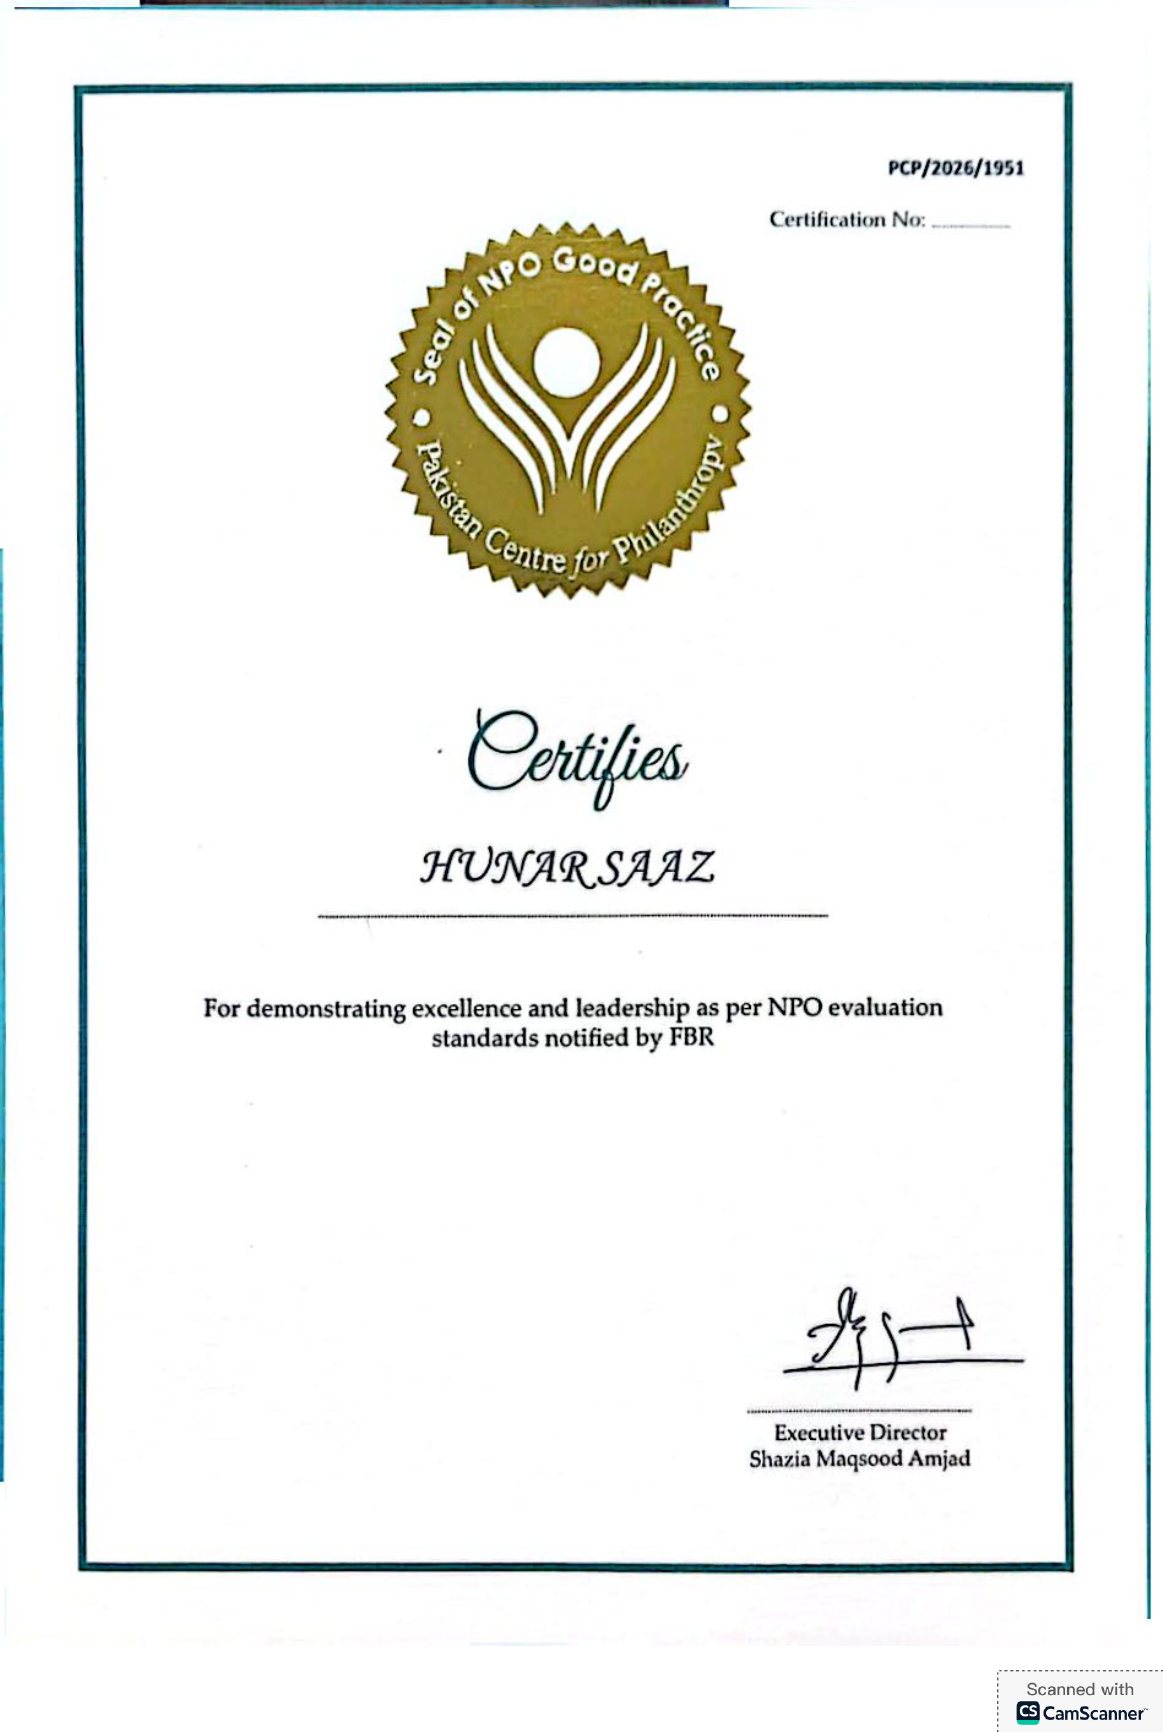 PCP/2026/1951
Certification No: ..............
Seal of NPO Good Practice
Pakistan Centre for Philanthropy
Certifies
HUNAR SAAZ
For demonstrating excellence and leadership as per NPO evaluation
standards notified by FBR
Executive Director
Shazia Maqsood Amjad
Scanned with
CS CamScanner